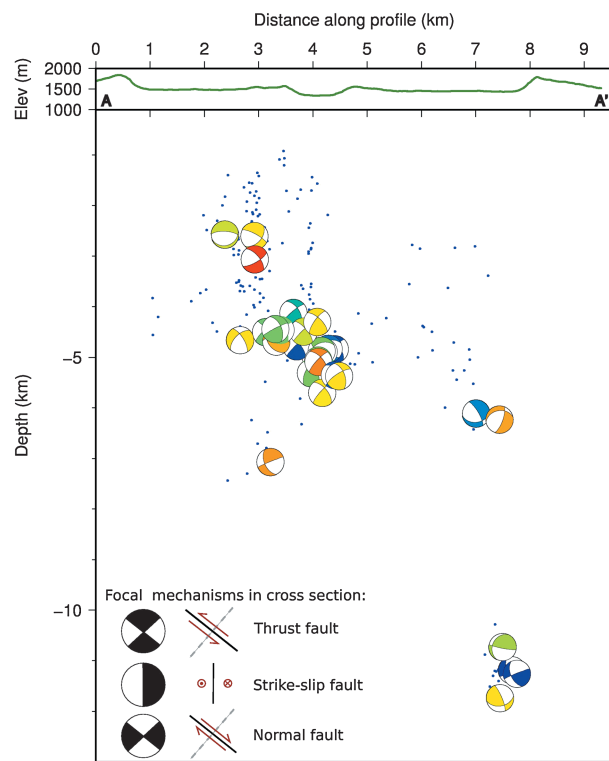 Distance along profile (km)
0 1 2 3 4 5 6 7 8 9
Elev (m)
2000
1500
1000
A A'
Depth (km)
−5
−10
Focal mechanisms in cross section:
Thrust fault
Strike-slip fault
Normal fault